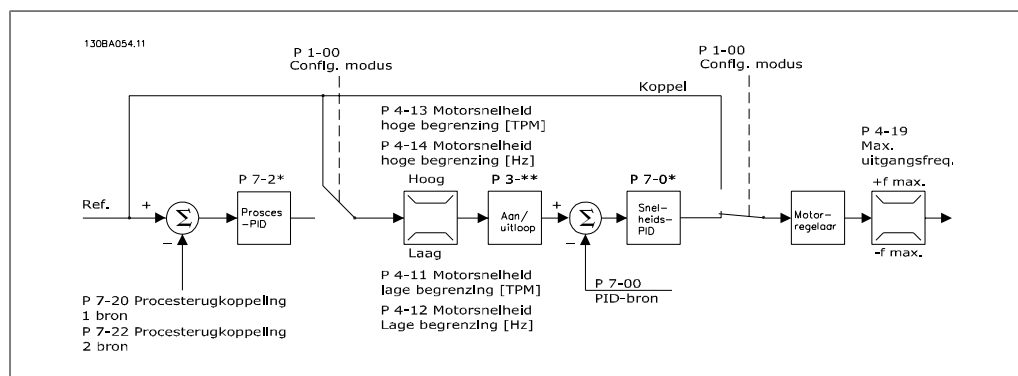 130BA054.11
P 1-00
Config. modus
P 1-00
Config. modus
Koppel
P 4-13 Motorsnelheid
hoge begrenzing [TPM]
P 4-14 Motorsnelheid
hoge begrenzing [Hz]
P 4-19
Max.
uitgangsfreq.
Ref.
+
Σ
−
P 7-2*
Prosces
-PID
Hoog
Laag
P 3-**
Aan/
uitloop
+
Σ
−
P 7-0*
Snel-
heids-
PID
Motor-
regelaar
+f max.
-f max.
P 7-20 Procesterugkoppeling
1 bron
P 7-22 Procesterugkoppeling
2 bron
P 4-11 Motorsnelheid
lage begrenzing [TPM]
P 4-12 Motorsnelheid
Lage begrenzing [Hz]
P 7-00
PID-bron